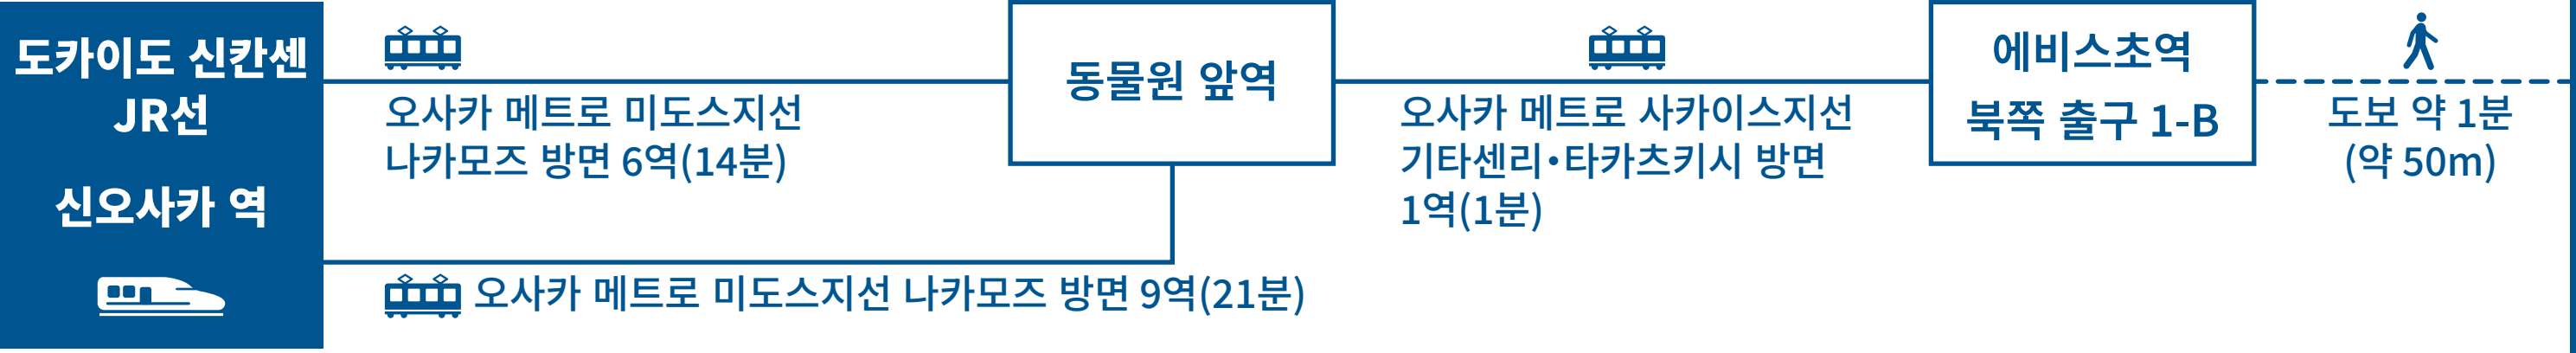 도카이도 신칸센
JR선
신오사카 역
오사카 메트로 미도스지선
나카모즈 방면 6역(14분)
동물원 앞역
오사카 메트로 사카이스지선
기타센리·타카츠키시 방면
1역(1분)
에비스초역
북쪽 출구 1-B
도보 약 1분
(약 50m)
오사카 메트로 미도스지선 나카모즈 방면 9역(21분)